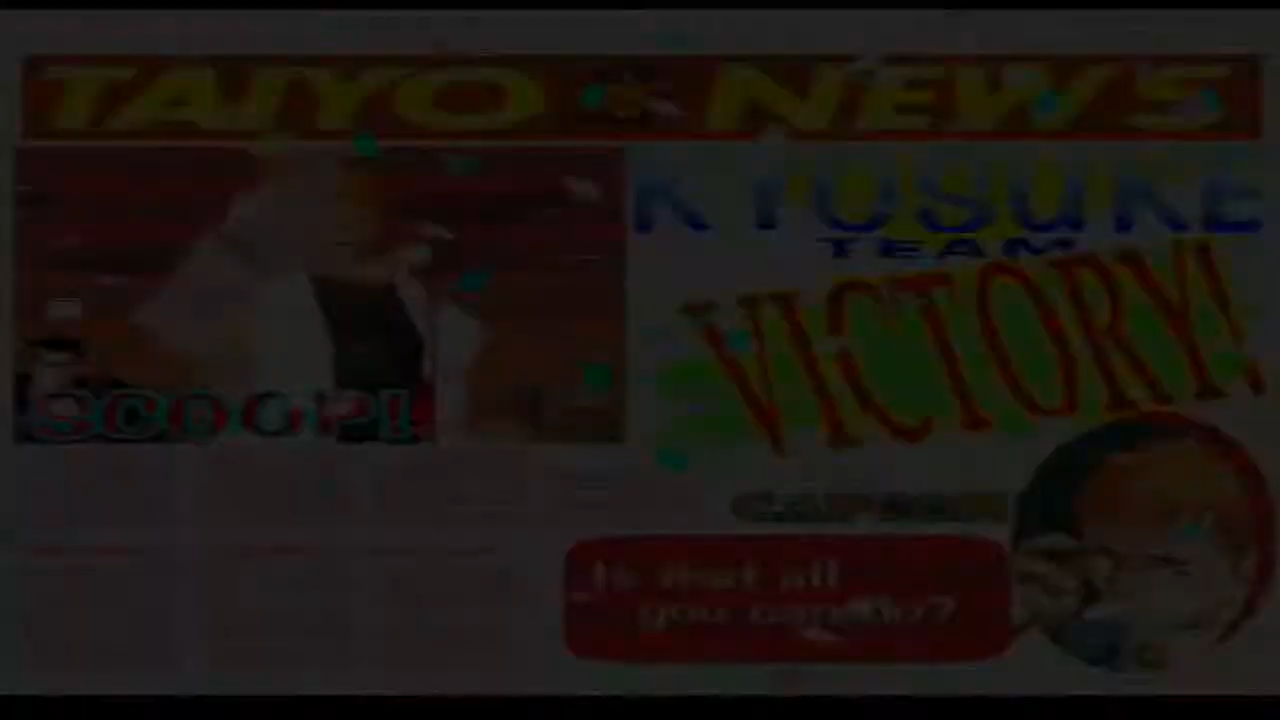 TAIYO NEWS
KYOSUKE
TEAM
VICTORY!
SCOOP!
Is that all
you can do?